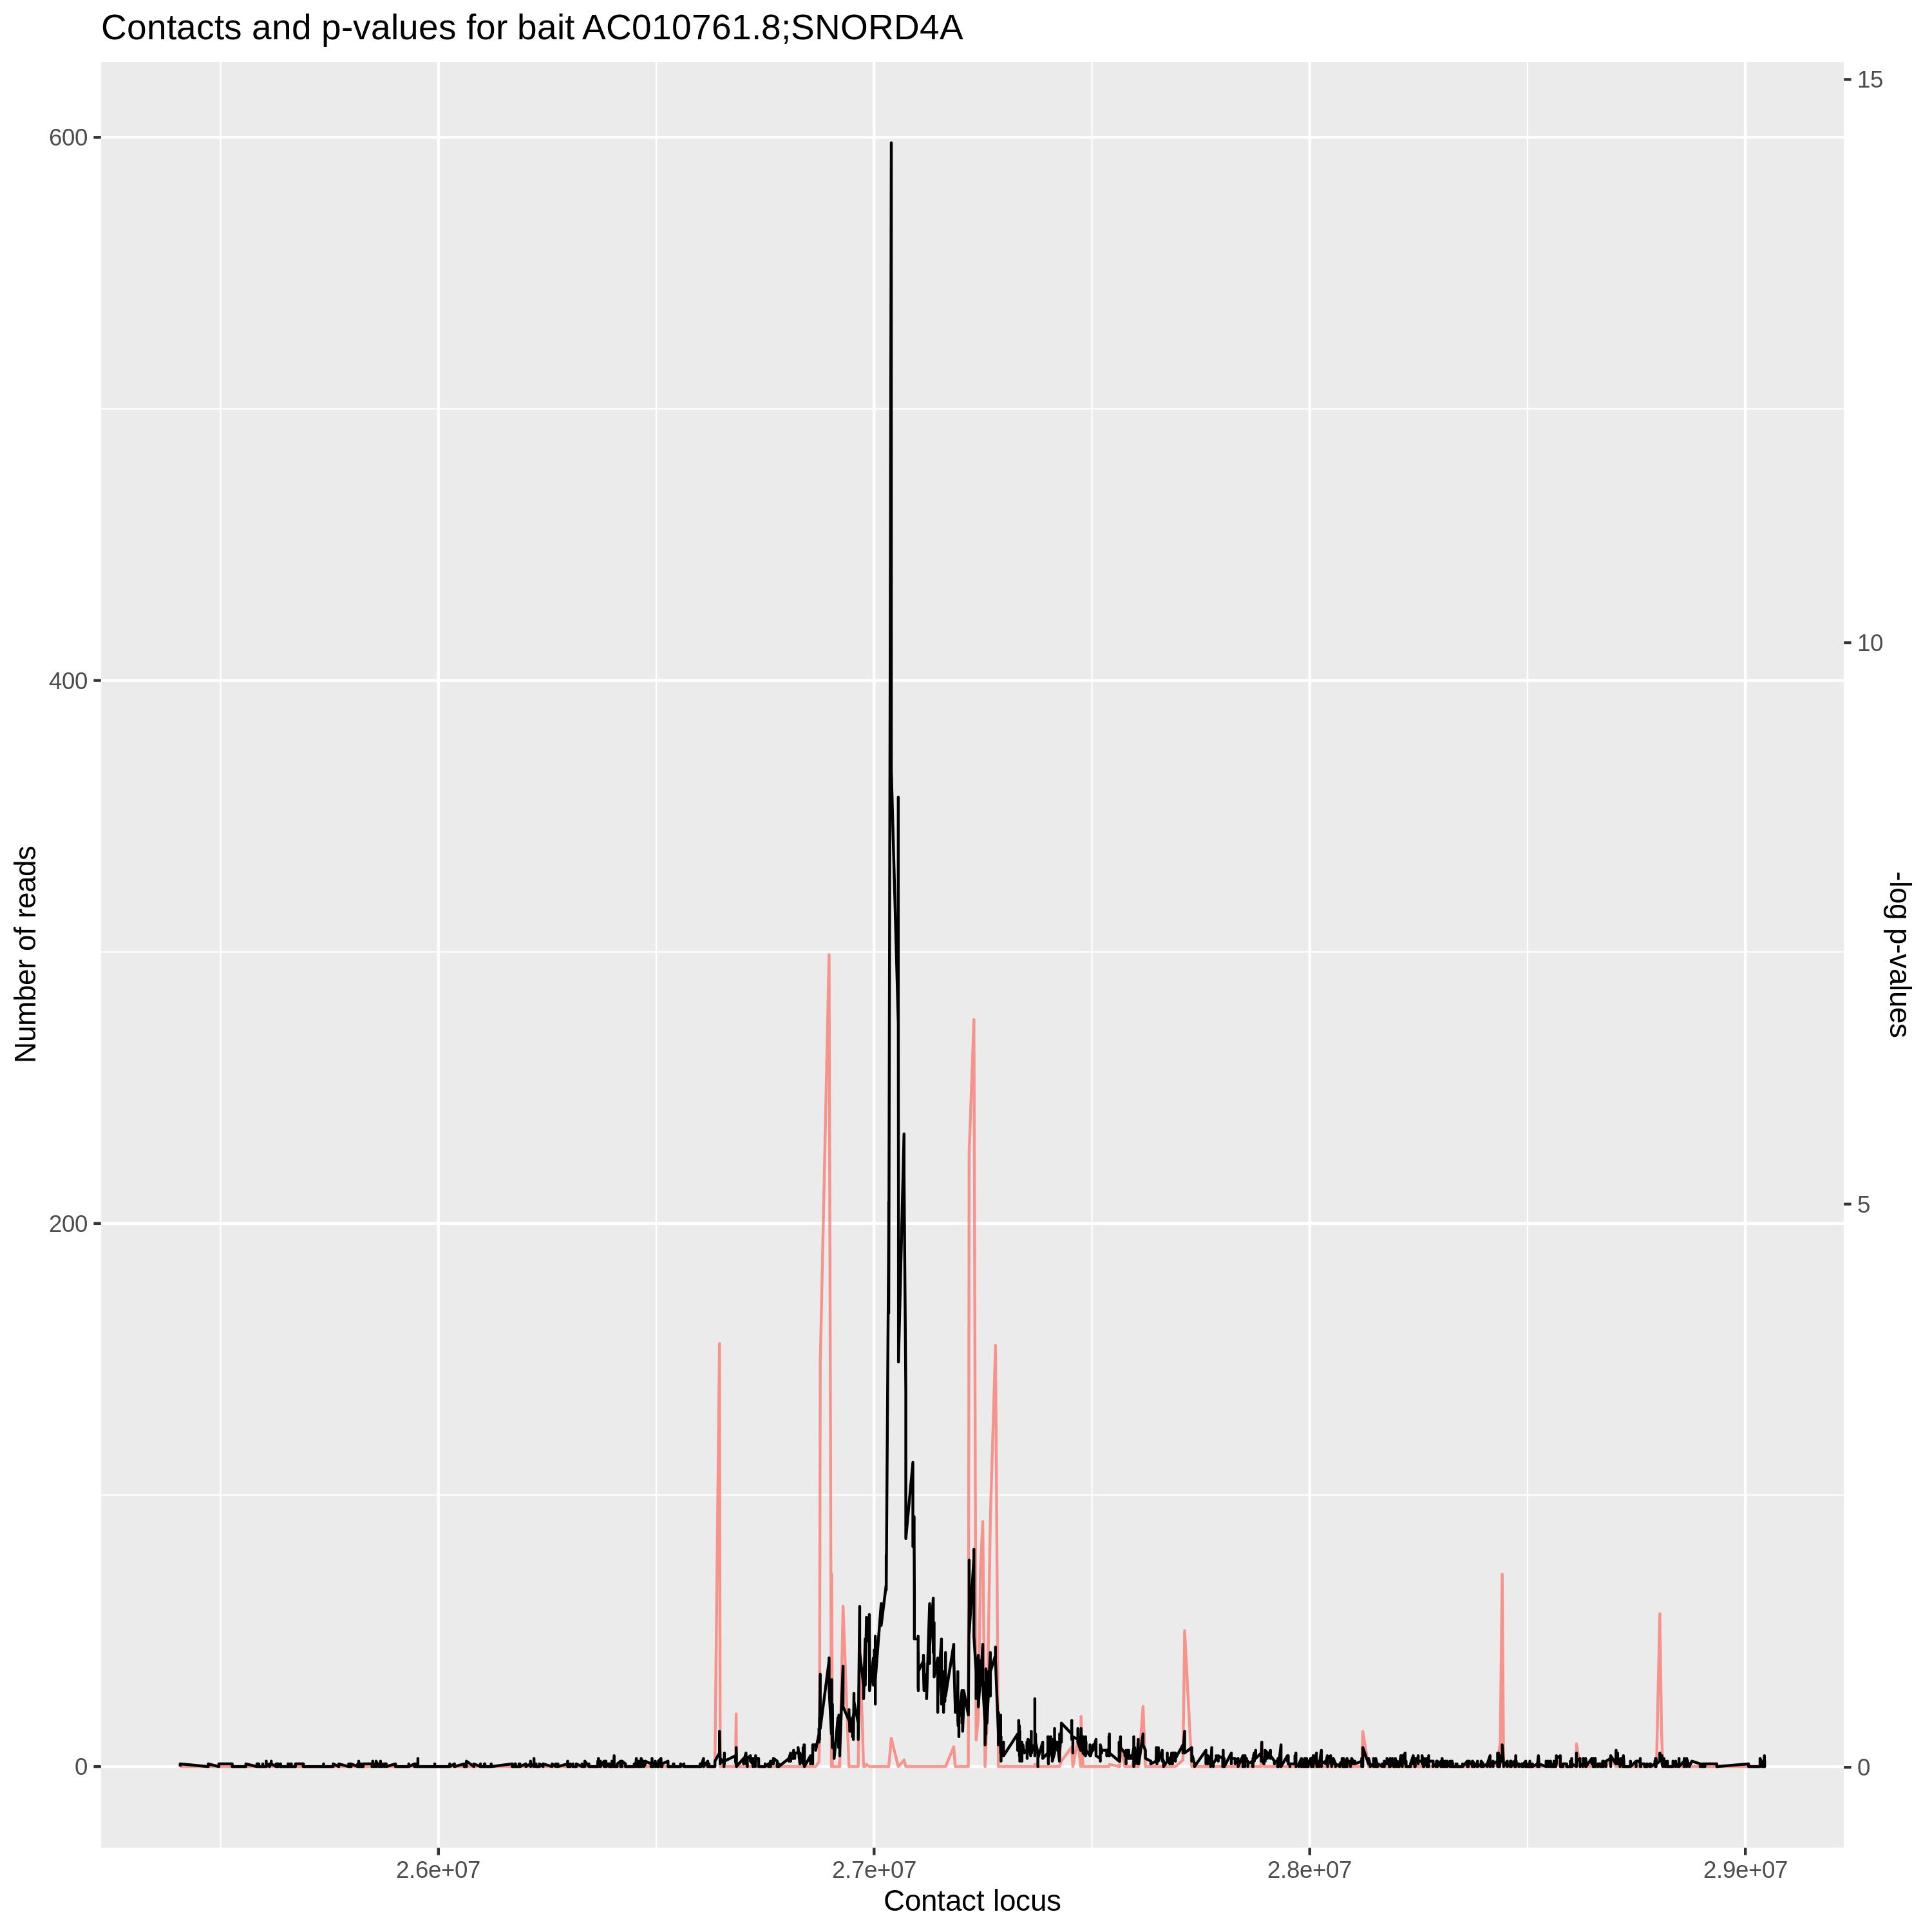 Contacts and p-values for bait AC010761.8;SNORD4A
15
600
10
400
Number of reads
-log p-values
5
200
0
0
2.6e+07
2.7e+07
2.8e+07
2.9e+07
Contact locus